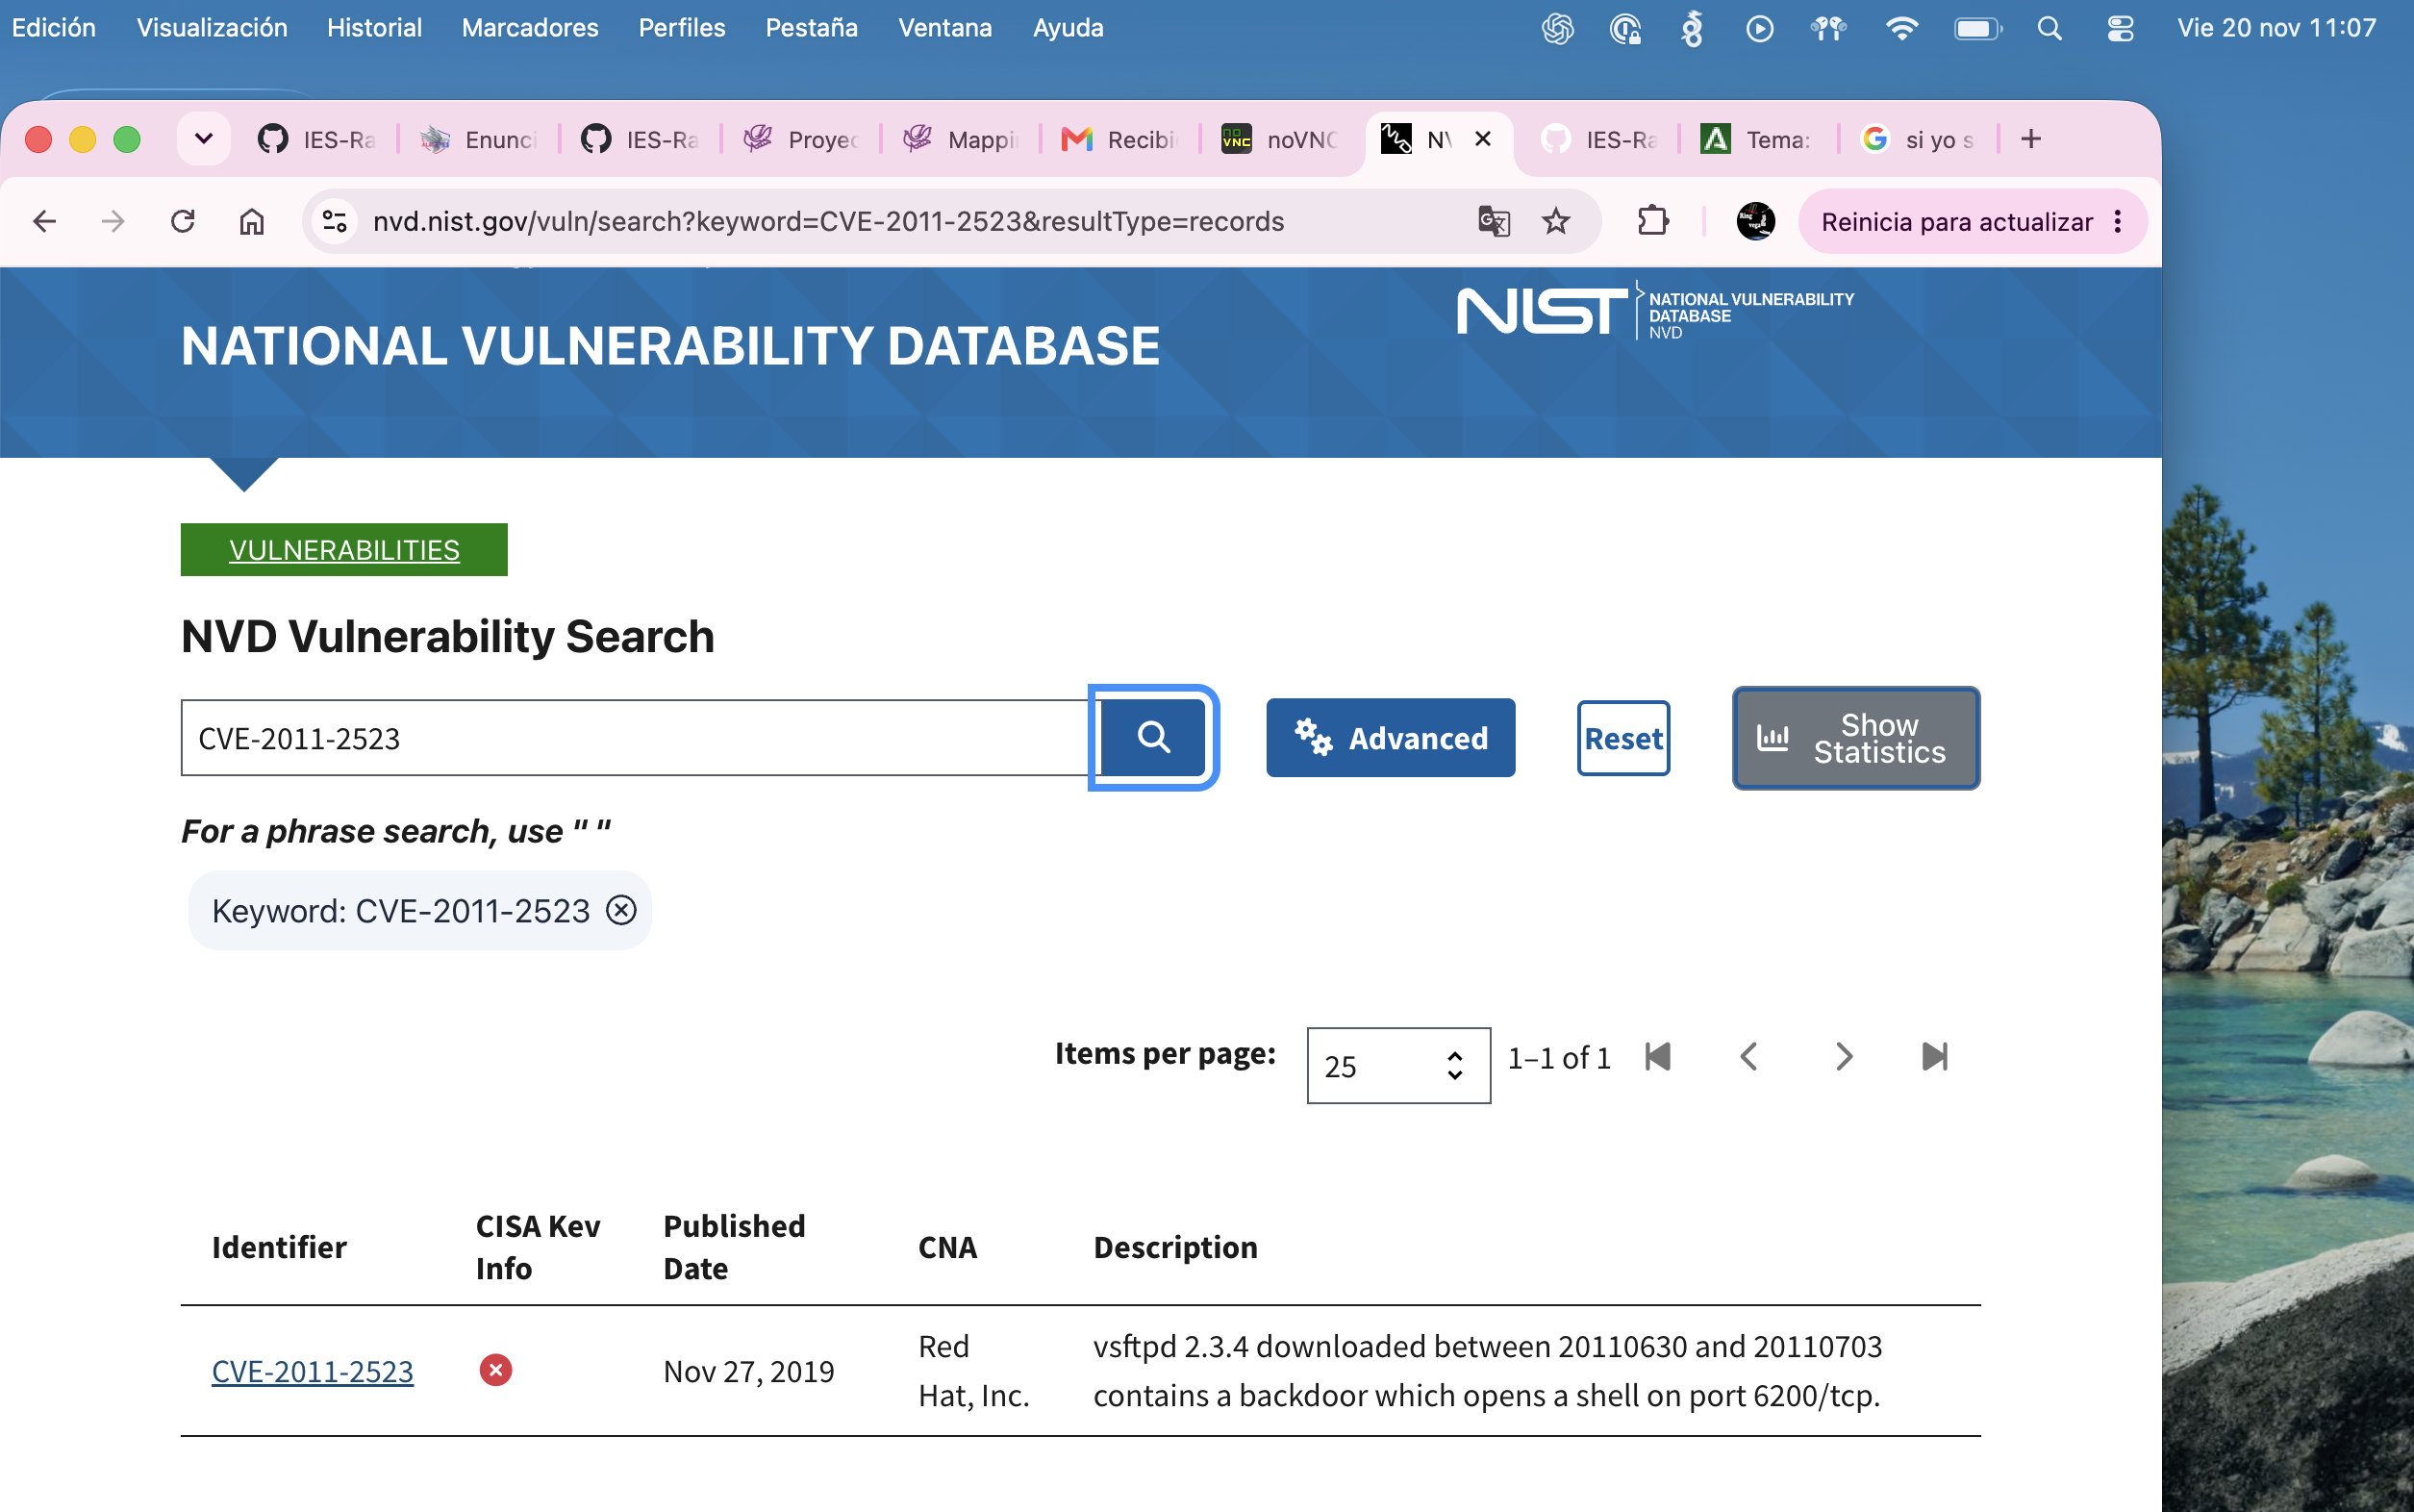 Edición Visualización Historial Marcadores Perfiles Pestaña Ventana Ayuda Vie 20 nov 11:07
IES-Ra Enunci IES-Ra Proyec Mappi Recibi noVNC NV IES-Ra Tema: si yo s
nvd.nist.gov/vuln/search?keyword=CVE-2011-2523&resultType=records Reinicia para actualizar
NATIONAL VULNERABILITY DATABASE
NIST NATIONAL VULNERABILITY
DATABASE
NVD
VULNERABILITIES
NVD Vulnerability Search
CVE-2011-2523 Advanced Reset Show
Statistics
For a phrase search, use " "
Keyword: CVE-2011-2523
Items per page: 25 1–1 of 1
Identifier CISA Kev Info Published Date CNA Description
CVE-2011-2523 Nov 27, 2019 Red Hat, Inc. vsftpd 2.3.4 downloaded between 20110630 and 20110703
contains a backdoor which opens a shell on port 6200/tcp.